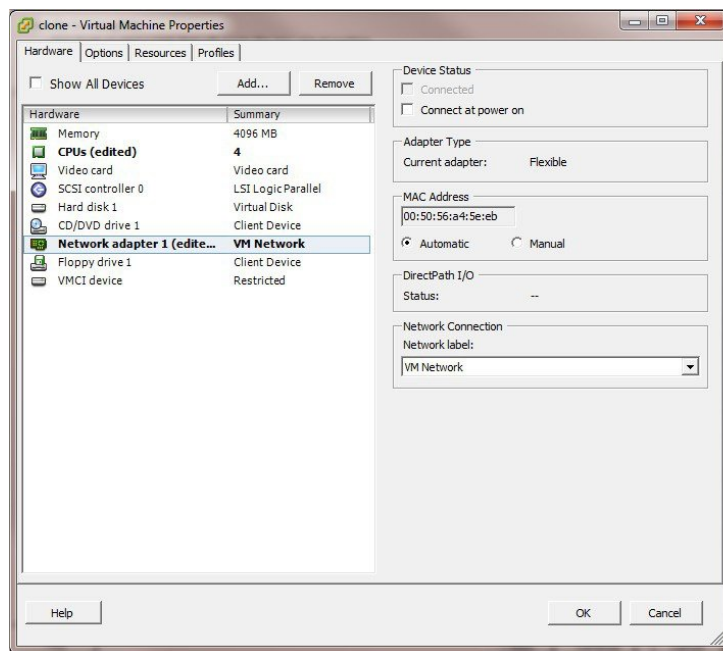 clone - Virtual Machine Properties
Hardware Options Resources Profiles
Show All Devices Add... Remove
Hardware Summary
Memory 4096 MB
CPUs (edited) 4
Video card Video card
SCSI controller 0 LSI Logic Parallel
Hard disk 1 Virtual Disk
CD/DVD drive 1 Client Device
Network adapter 1 (edite... VM Network
Floppy drive 1 Client Device
VMCI device Restricted
Device Status
Connected
Connect at power on
Adapter Type
Current adapter: Flexible
MAC Address
00:50:56:a4:5e:eb
Automatic Manual
DirectPath I/O
Status: --
Network Connection
Network label:
VM Network
Help OK Cancel